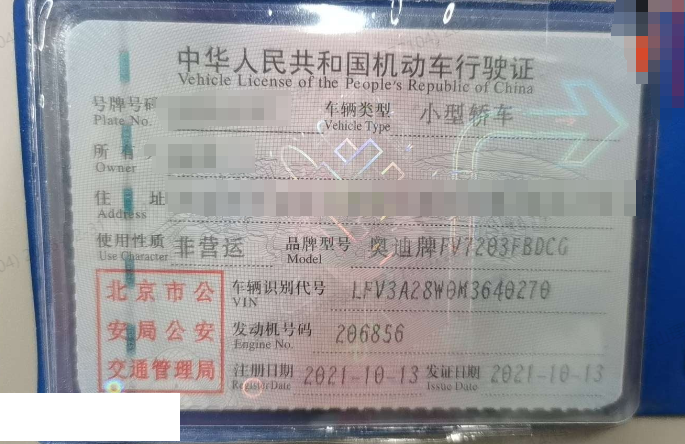 中华人民共和国机动车行驶证
Vehicle License of the People's Republic of China
号牌号码 车辆类型 小型轿车
Plate No. Vehicle Type
所有
Owner
住 址
Address
使用性质 非营运 品牌型号 奥迪牌FV7203FBDCG
Use Character Model
北京市公 车辆识别代号 LFV3A28W0M3640270
VIN
安局公安 发动机号码 206856
Engine No.
交通管理局 注册日期 2021-10-13 发证日期 2021-10-13
Register Date Issue Date